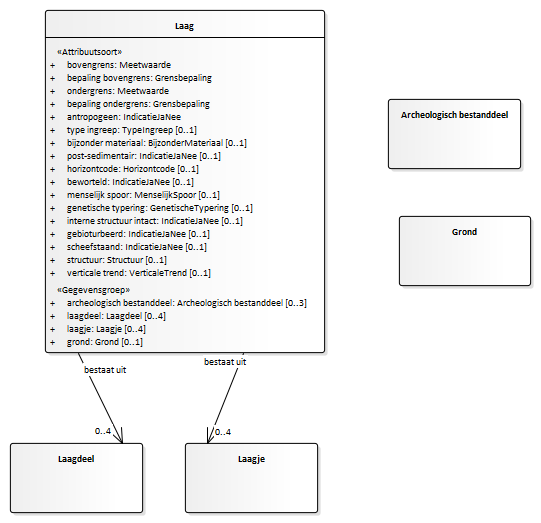 Laag
«Attribuutsoort»
+ bovengrens: Meetwaarde
+ bepaling bovengrens: Grensbepaling
+ ondergrens: Meetwaarde
+ bepaling ondergrens: Grensbepaling
+ antropogeen: IndicatieJaNee
+ type ingreep: TypeIngreep [0..1]
+ bijzonder materiaal: BijzonderMateriaal [0..1]
+ post-sedimentair: IndicatieJaNee [0..1]
+ horizontcode: Horizontcode [0..1]
+ beworteld: IndicatieJaNee [0..1]
+ menselijk spoor: MenselijkSpoor [0..1]
+ genetische typering: GenetischeTypering [0..1]
+ interne structuur intact: IndicatieJaNee [0..1]
+ gebioturbeerd: IndicatieJaNee [0..1]
+ scheefstaand: IndicatieJaNee [0..1]
+ structuur: Structuur [0..1]
+ verticale trend: VerticaleTrend [0..1]
«Gegevensgroep»
+ archeologisch bestanddeel: Archeologisch bestanddeel [0..3]
+ laagdeel: Laagdeel [0..4]
+ laagje: Laagje [0..4]
+ grond: Grond [0..1]
Archeologisch bestanddeel
Grond
bestaat uit
bestaat uit
0..4
0..4
Laagdeel
Laagje